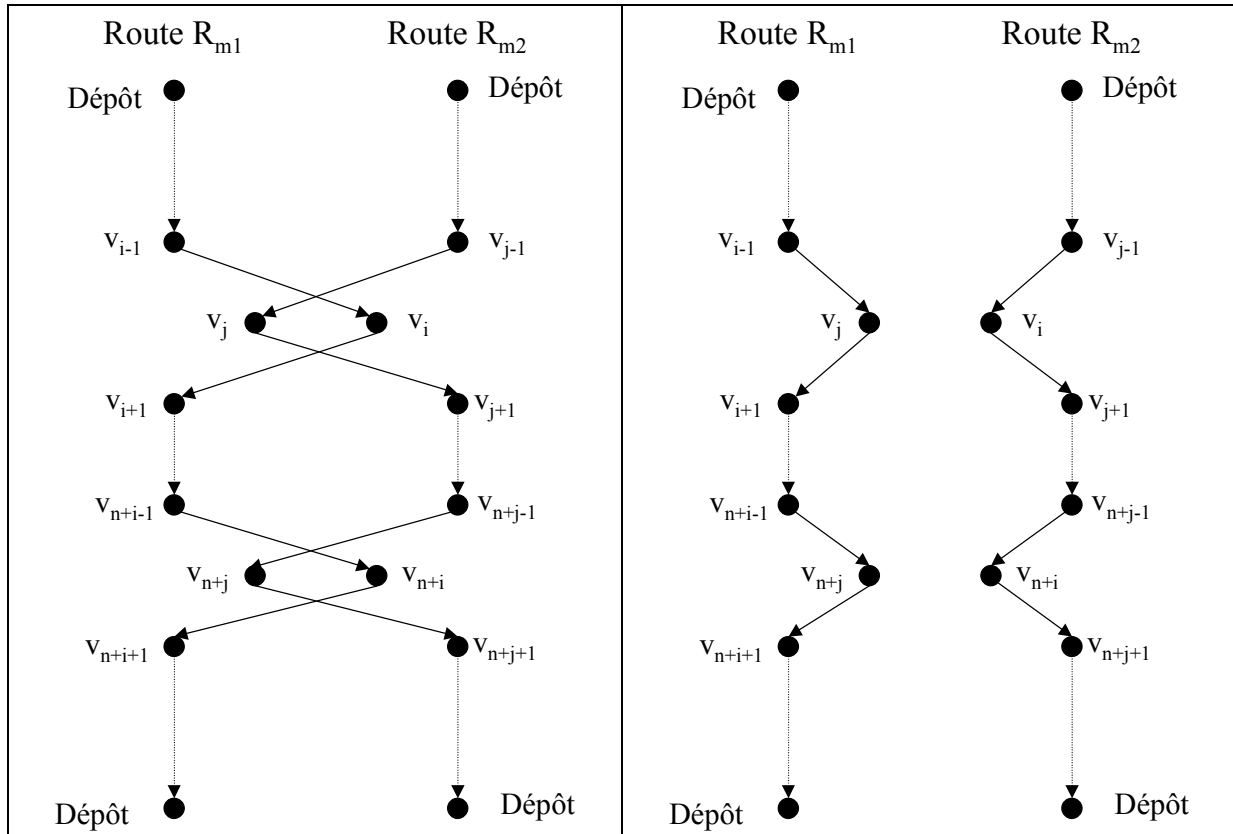 Route R_m1 Route R_m2
Dépôt Dépôt
v_i-1 v_j-1
v_j v_i
v_i+1 v_j+1
v_n+i-1 v_n+j-1
v_n+j v_n+i
v_n+i+1 v_n+j+1
Dépôt Dépôt
Route R_m1 Route R_m2
Dépôt Dépôt
v_i-1 v_j-1
v_j v_i
v_i+1 v_j+1
v_n+i-1 v_n+j-1
v_n+j v_n+i
v_n+i+1 v_n+j+1
Dépôt Dépôt